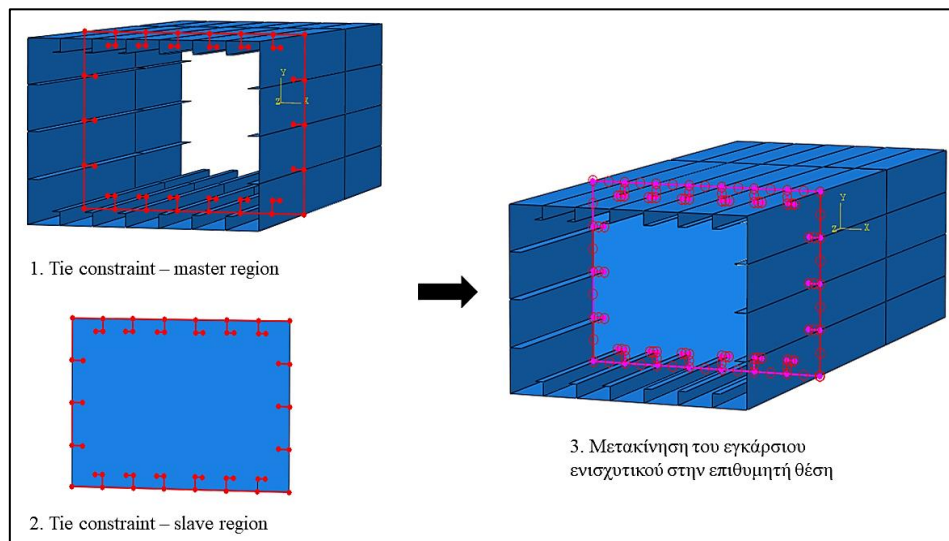 Y
Z
X
1. Tie constraint – master region
2. Tie constraint – slave region
Y
Z
X
3. Μετακίνηση του εγκάρσιου
ενισχυτικού στην επιθυμητή θέση